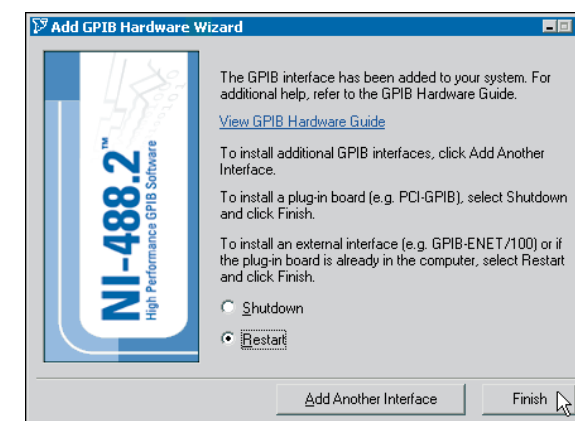 Add GPIB Hardware Wizard
NI-488.2™
High Performance GPIB Software
The GPIB interface has been added to your system. For
additional help, refer to the GPIB Hardware Guide.
View GPIB Hardware Guide
To install additional GPIB interfaces, click Add Another
Interface.
To install a plug-in board (e.g. PCI-GPIB), select Shutdown
and click Finish.
To install an external interface (e.g. GPIB-ENET/100) or if
the plug-in board is already in the computer, select Restart
and click Finish.
Shutdown
Restart
Add Another Interface
Finish